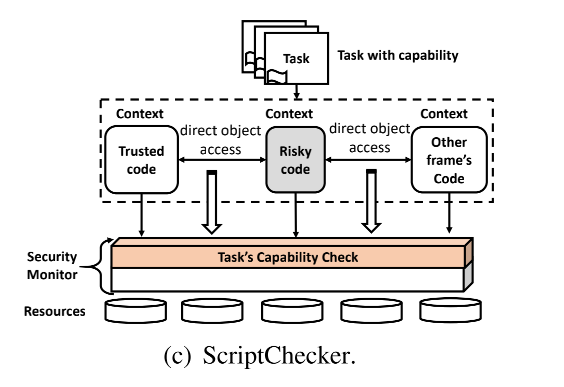 Task
Task with capability
Context
Context
Context
direct object
access
direct object
access
Trusted
code
Risky
code
Other
frame's
Code
Security
Monitor
Task's Capability Check
Resources
(c) ScriptChecker.